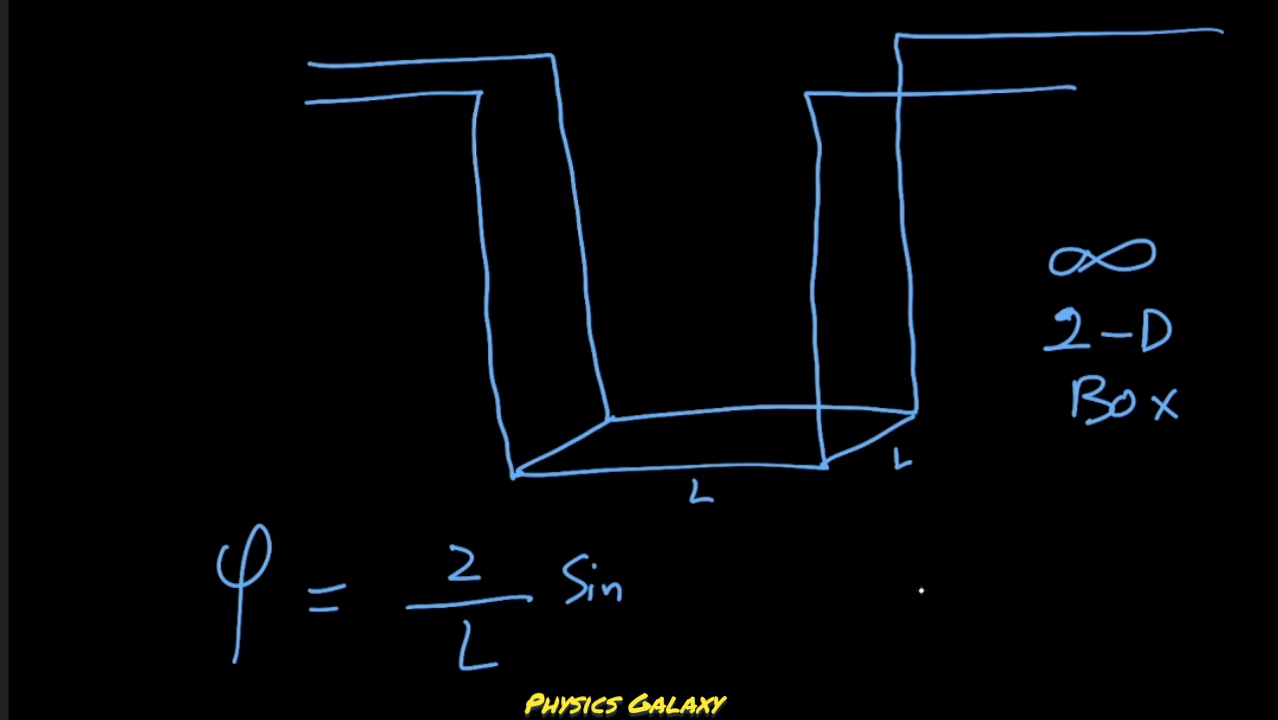 ∞
2-D
Box
L
L
φ = 2/L Sin
PHYSICS GALAXY